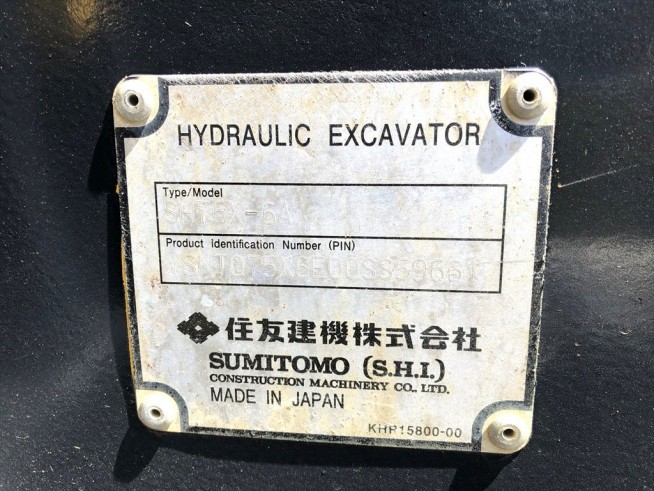 HYDRAULIC EXCAVATOR
Type/Model
Product Identification Number (PIN)
住友建機株式会社
SUMITOMO (S.H.I.)
CONSTRUCTION MACHINERY CO., LTD.
MADE IN JAPAN
KHP15800-00